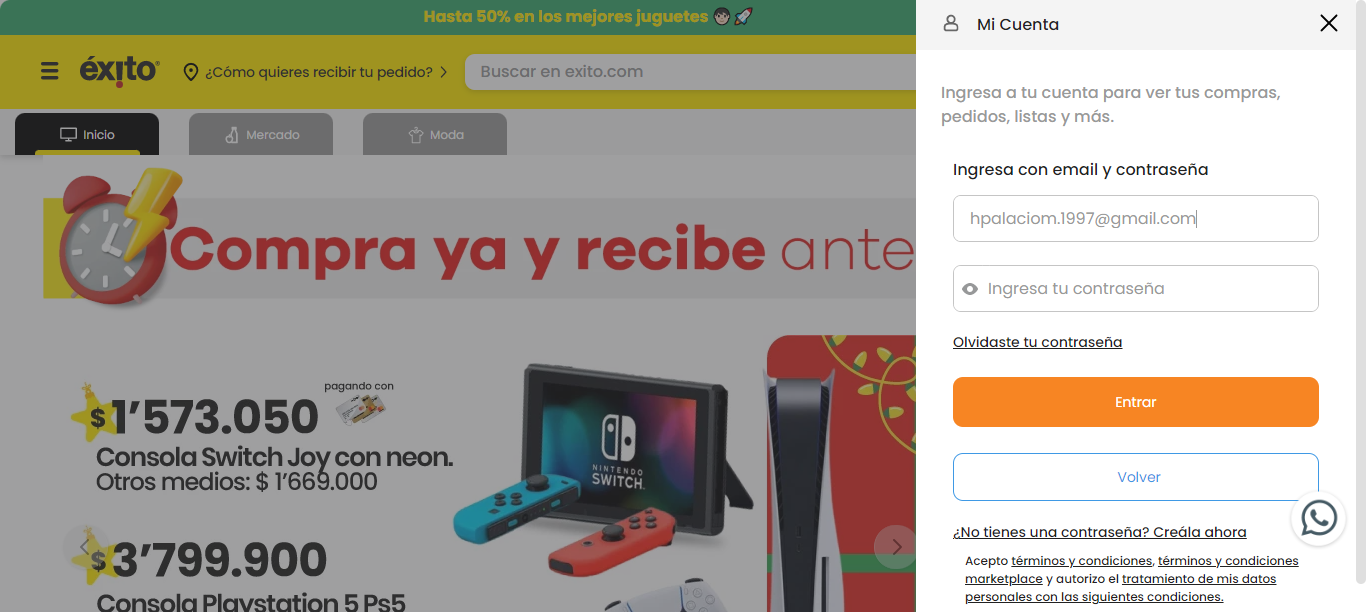 Hasta 50% en los mejores juguetes
Mi Cuenta
éxito
¿Cómo quieres recibir tu pedido?
Buscar en exito.com
Inicio
Mercado
Moda
Compra ya y recibe ante
pagando con
$1’573.050
Consola Switch Joy con neon.
Otros medios: $ 1’669.000
NINTENDO
SWITCH
$3’799.900
Consola Playstation 5 Ps5
Ingresa a tu cuenta para ver tus compras,
pedidos, listas y más.
Ingresa con email y contraseña
hpalaciom.1997@gmail.com
Ingresa tu contraseña
Olvidaste tu contraseña
Entrar
Volver
¿No tienes una contraseña? Creála ahora
Acepto términos y condiciones, términos y condiciones
marketplace y autorizo el tratamiento de mis datos
personales con las siguientes condiciones.